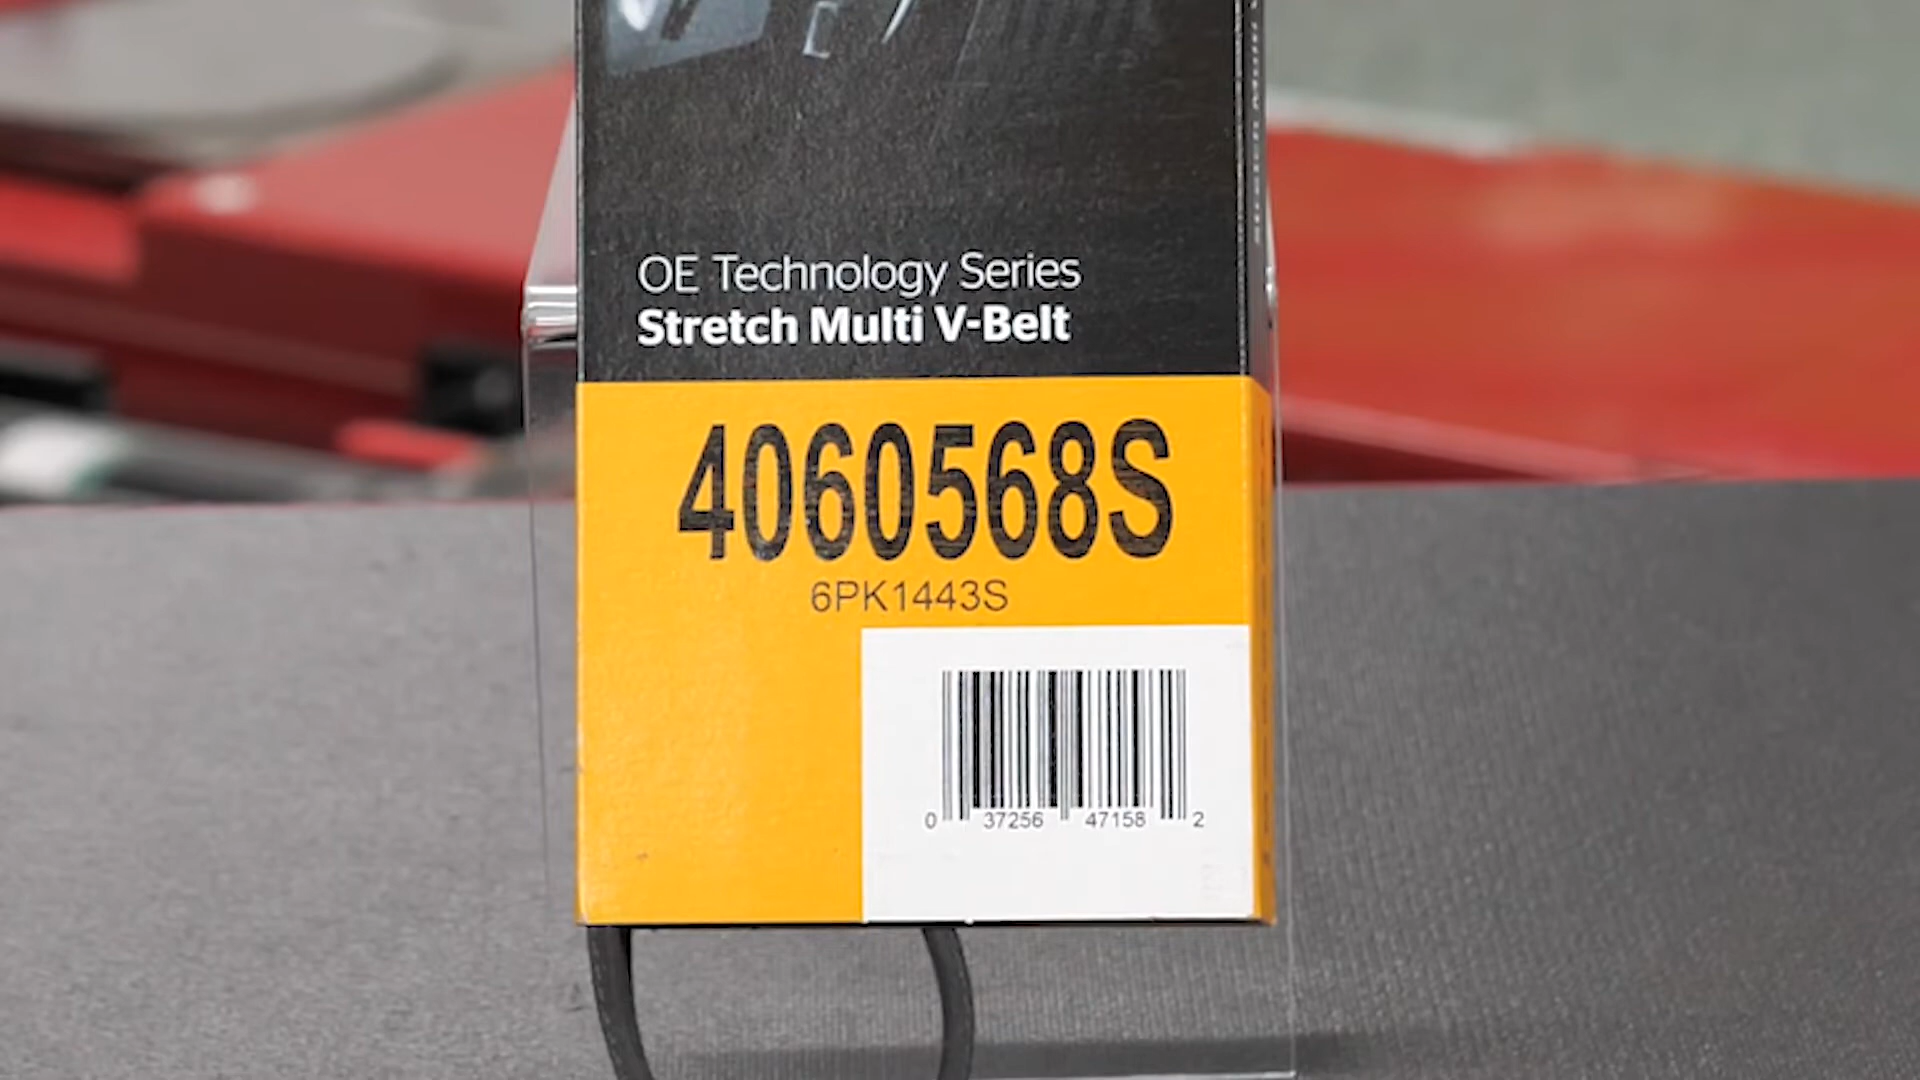 OE Technology Series
Stretch Multi V-Belt
4060568S
6PK1443S
0 37256 47158 2